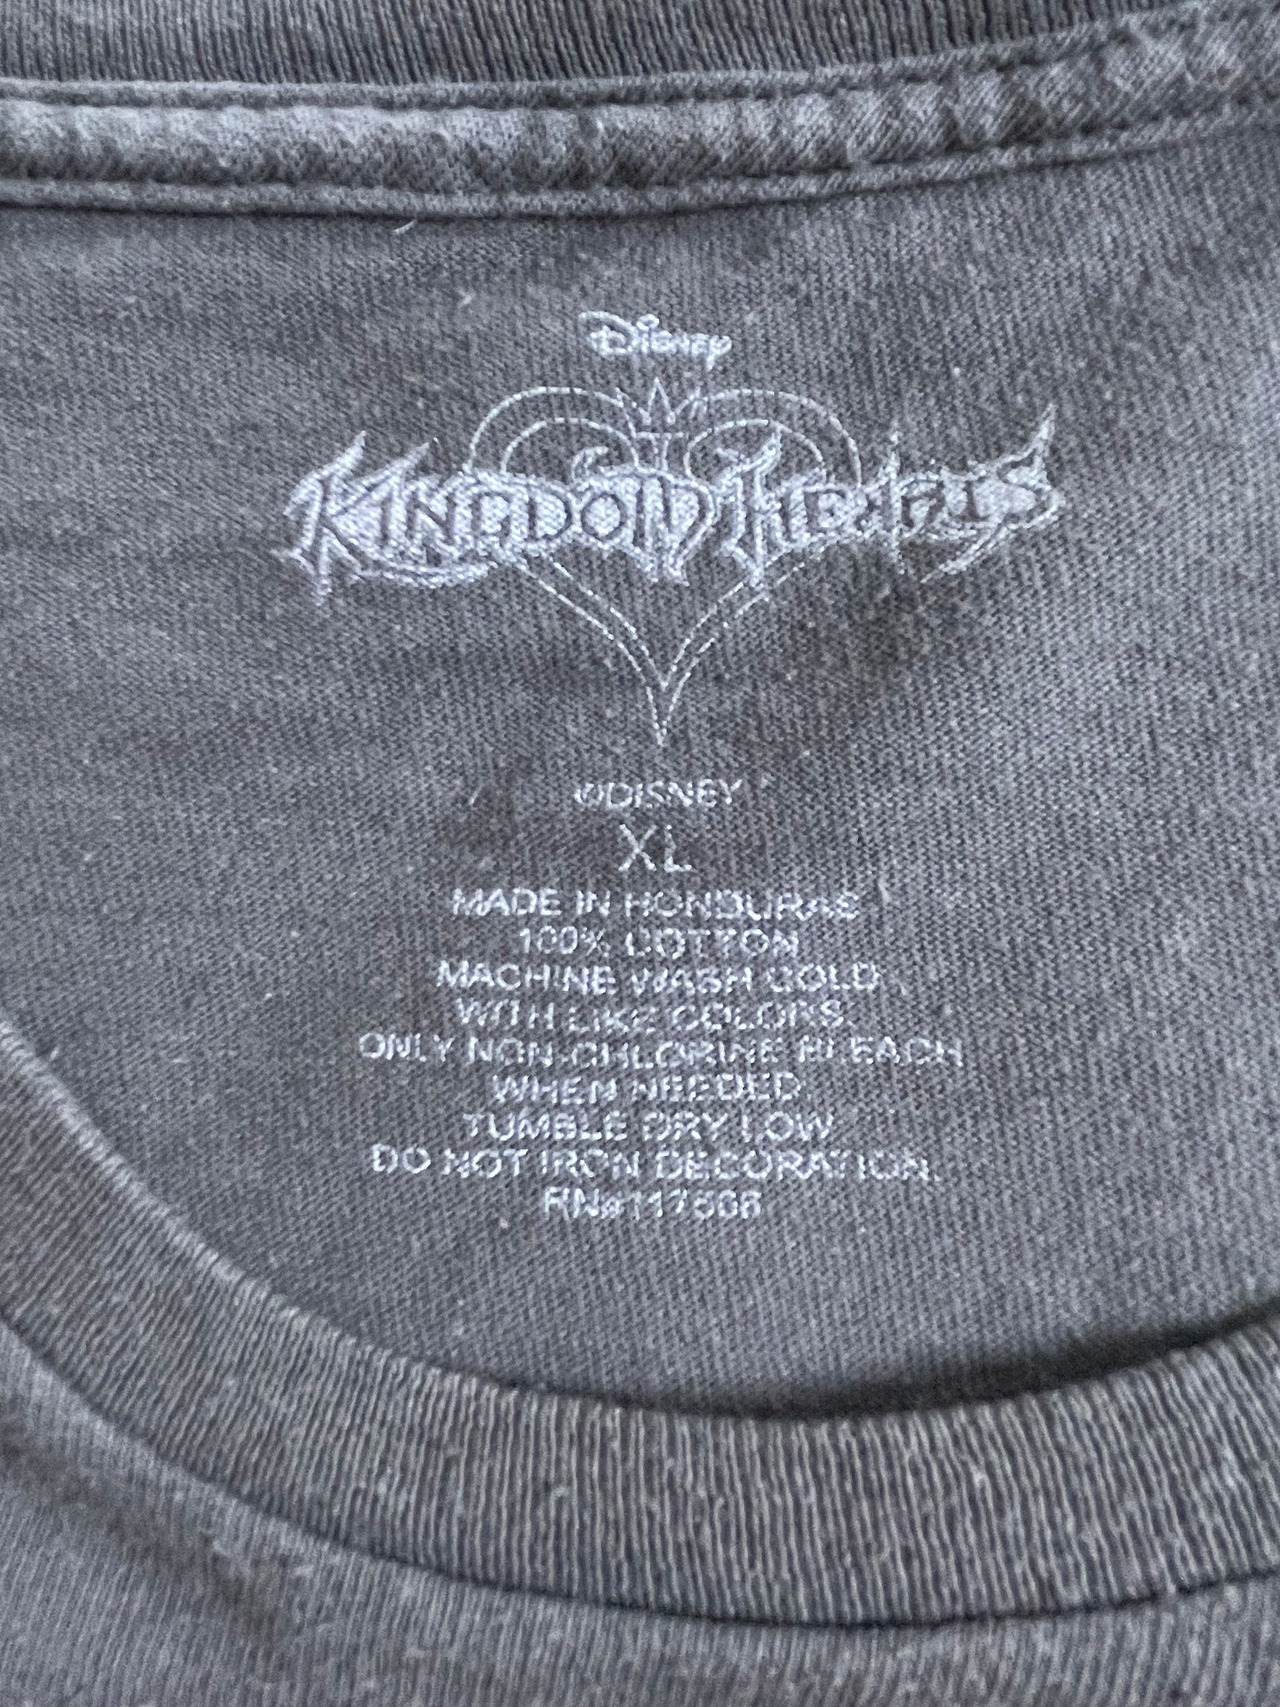 Disney
KINGDOM HEARTS
©DISNEY
XL
MADE IN HONDURAS
100% COTTON
MACHINE WASH COLD
WITH LIKE COLORS.
ONLY NON-CHLORINE BLEACH
WHEN NEEDED.
TUMBLE DRY LOW
DO NOT IRON DECORATION.